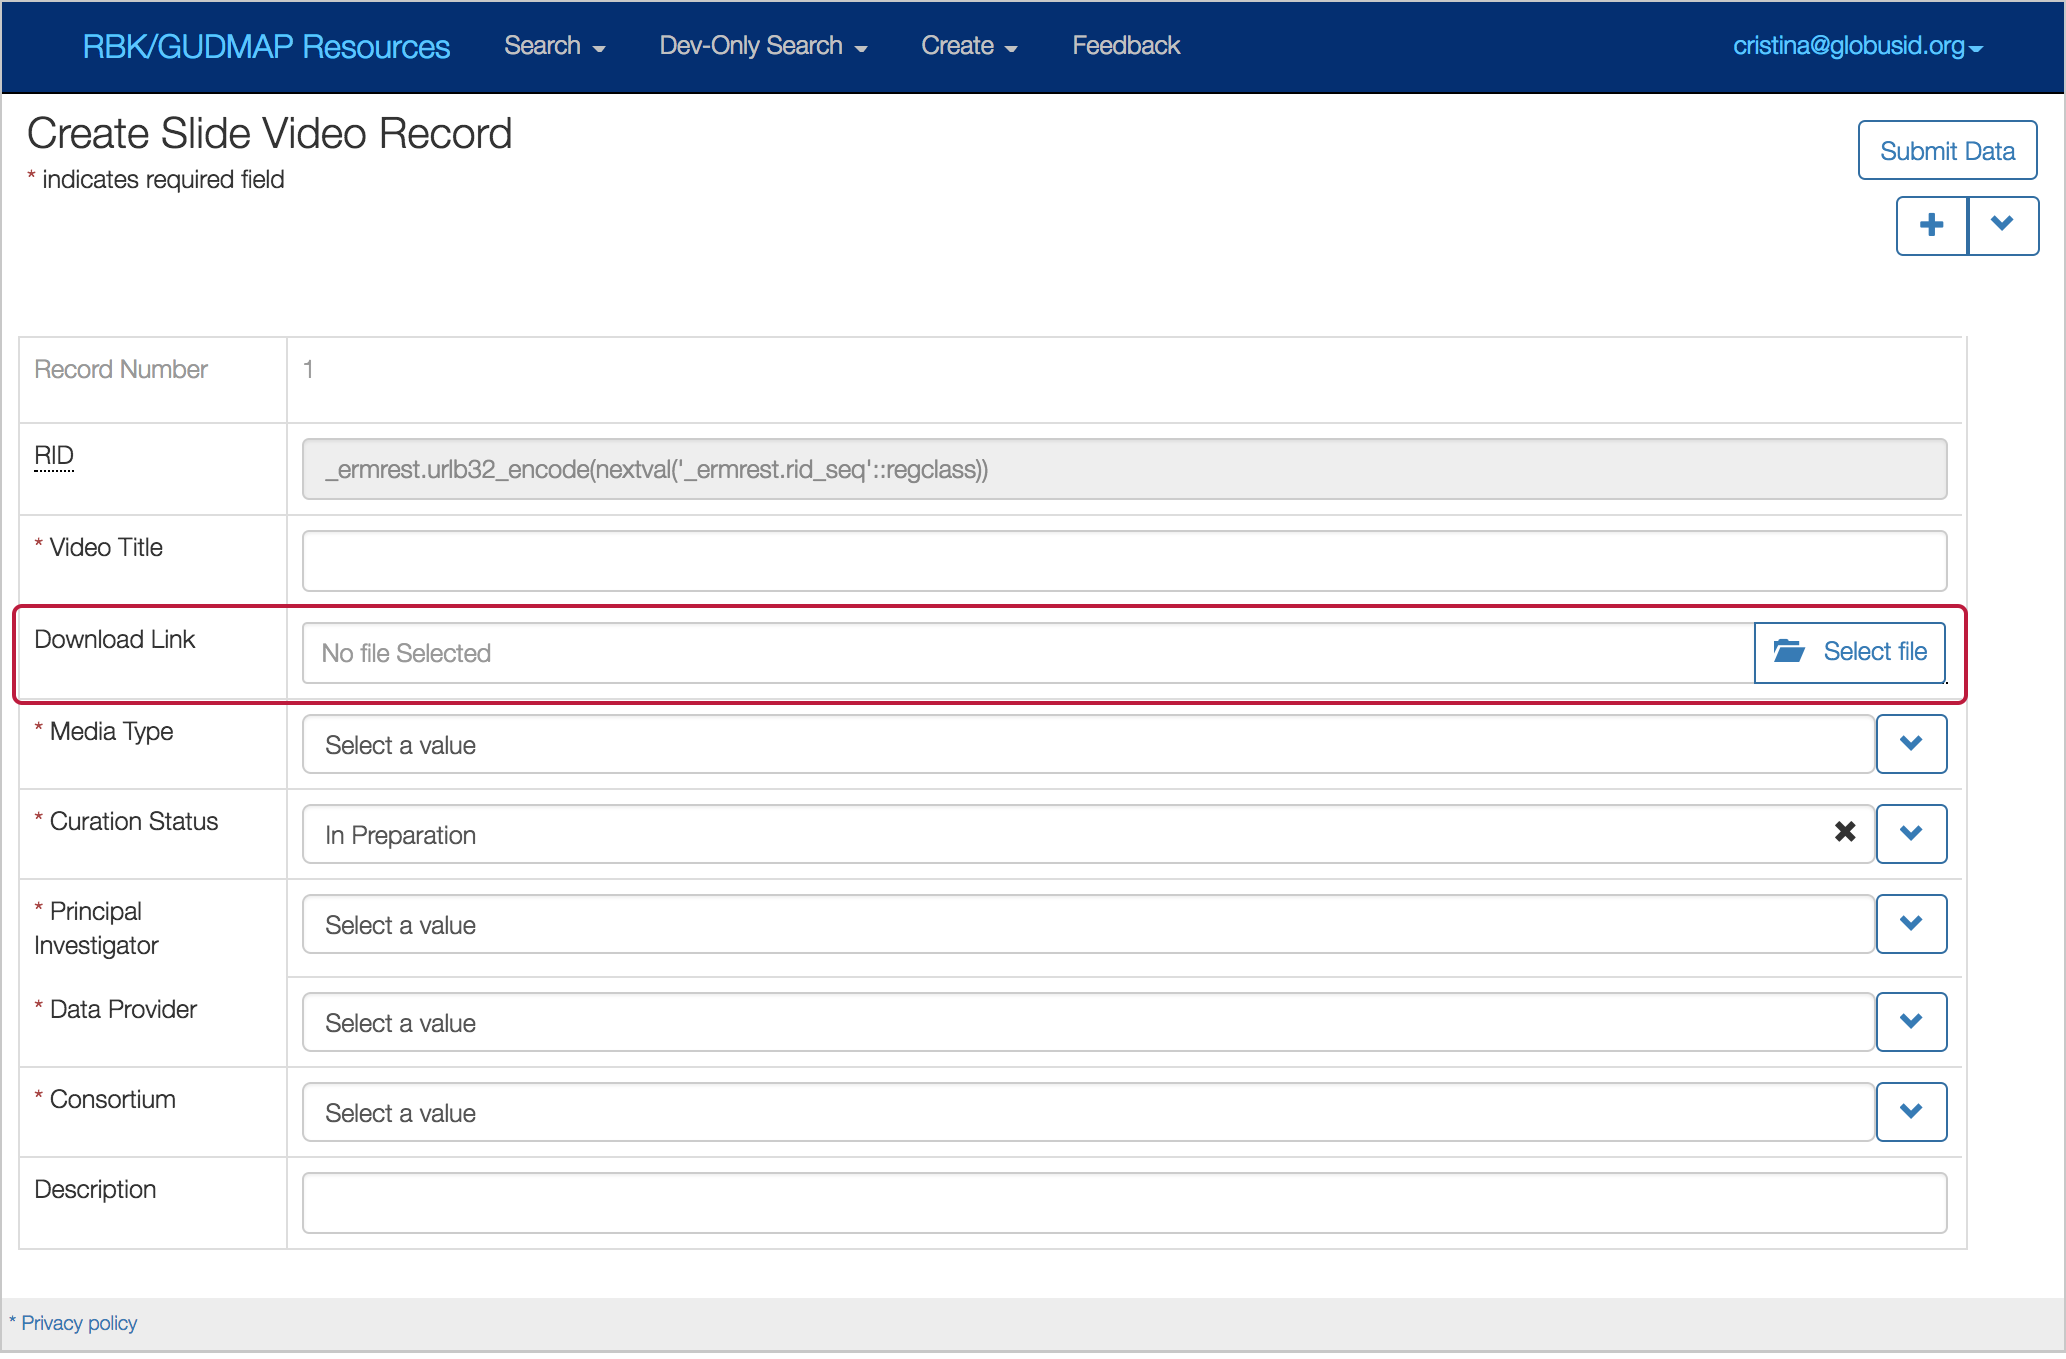 RBK/GUDMAP Resources Search Dev-Only Search Create Feedback cristina@globusid.org
Create Slide Video Record
* indicates required field
Submit Data
Record Number 1
RID _ermrest.urlb32_encode(nextval('_ermrest.rid_seq'::regclass))
* Video Title
Download Link No file Selected Select file
* Media Type Select a value
* Curation Status In Preparation
* Principal
Investigator Select a value
* Data Provider Select a value
* Consortium Select a value
Description
* Privacy policy